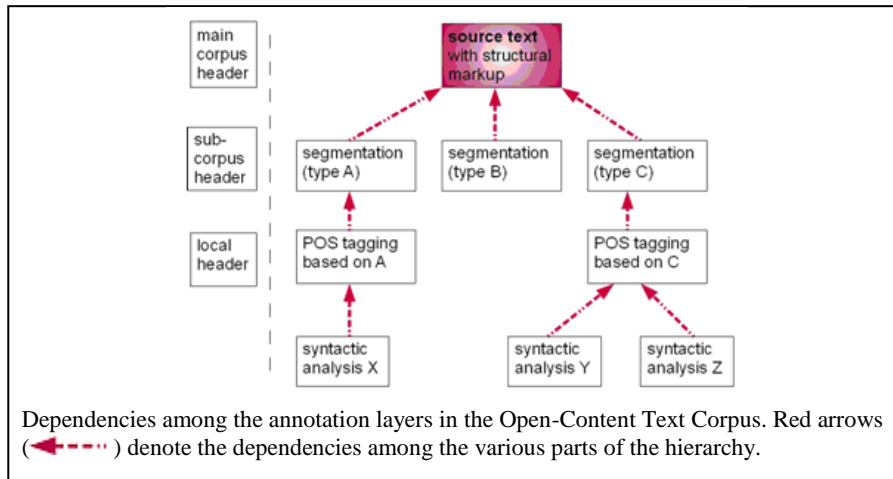 main
corpus
header
source text
with structural
markup
sub-
corpus
header
segmentation
(type A)
segmentation
(type B)
segmentation
(type C)
local
header
POS tagging
based on A
POS tagging
based on C
syntactic
analysis X
syntactic
analysis Y
syntactic
analysis Z
Dependencies among the annotation layers in the Open-Content Text Corpus. Red arrows
( ) denote the dependencies among the various parts of the hierarchy.